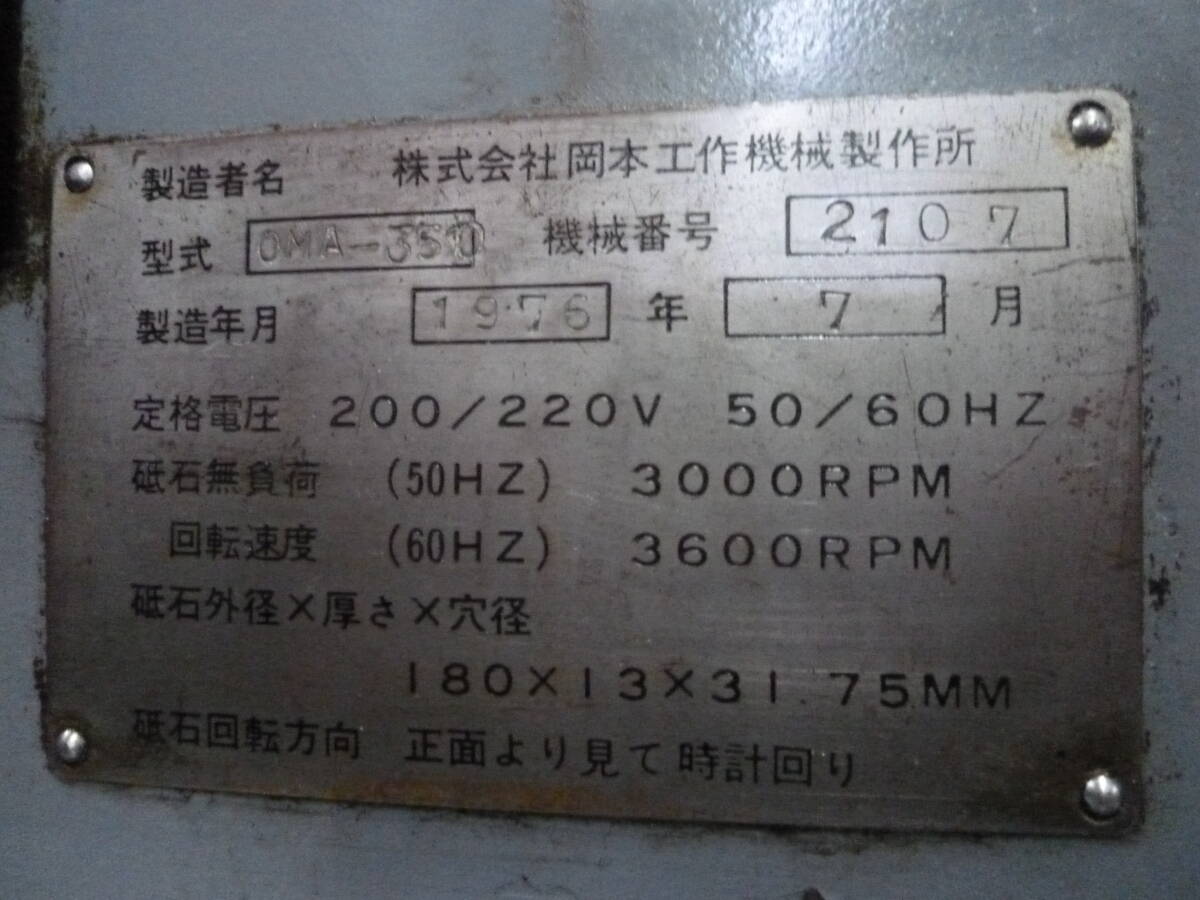 製造者名 株式会社岡本工作機械製作所
型式 OMA-350 機械番号 2107
製造年月 1976 年 7 月
定格電圧 200/220V 50/60HZ
砥石無負荷 (50HZ) 3000RPM
回転速度 (60HZ) 3600RPM
砥石外径×厚さ×穴径
180×13×31.75MM
砥石回転方向 正面より見て時計回り